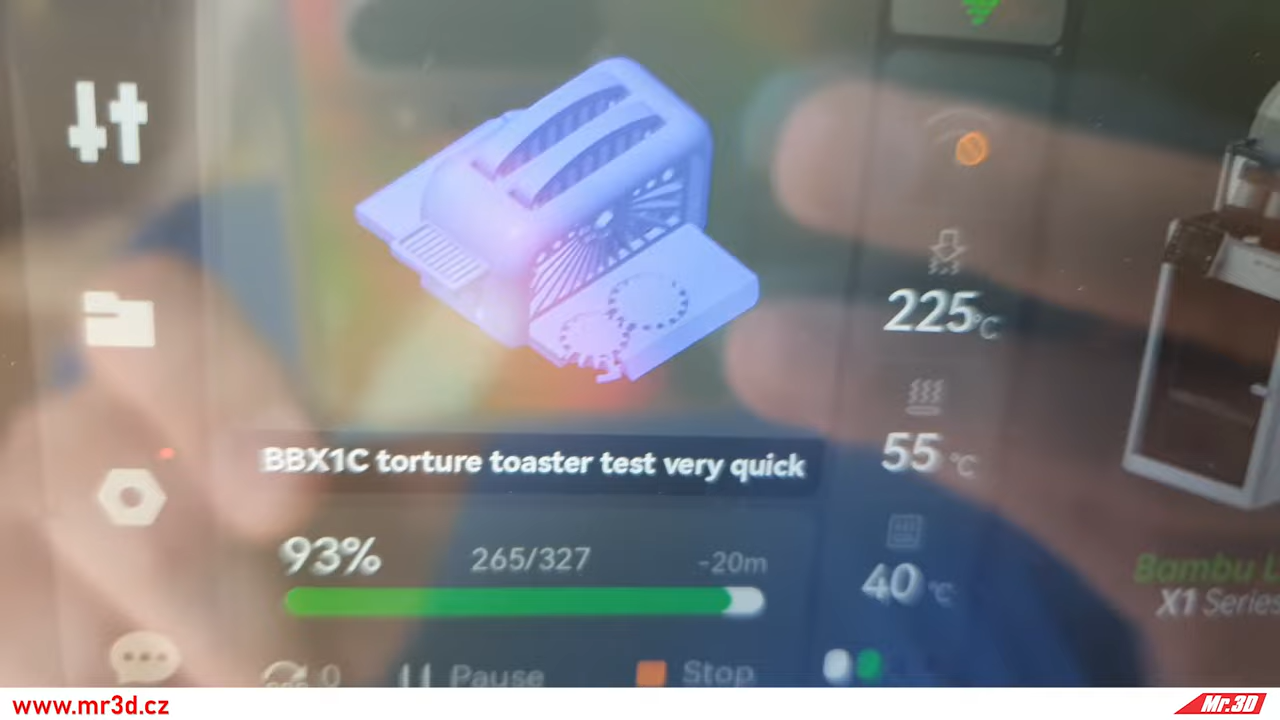 225°C
BBX1C torture toaster test very quick
55 °C
93% 265/327 -20m
40 °C
Bambu
X1 Series
0 Pause Stop
www.mr3d.cz
Mr.3D